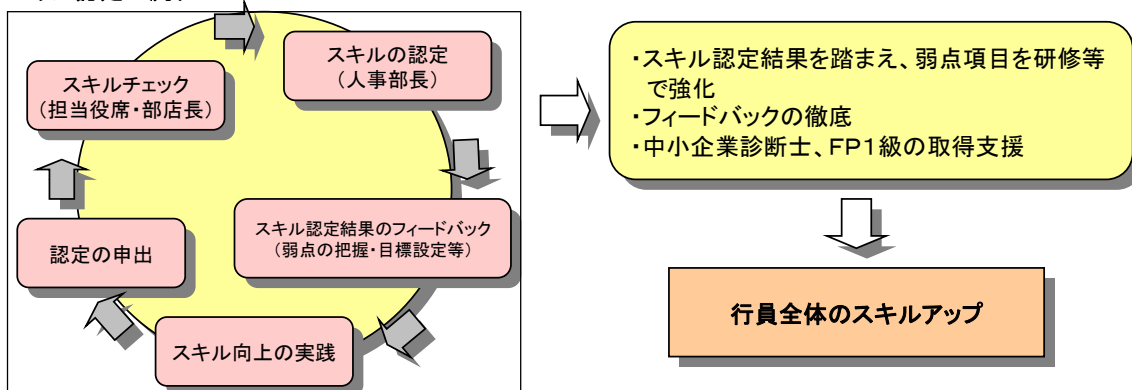 スキルの認定
(人事部長)
スキルチェック
(担当役席・部店長)
スキル認定結果のフィードバック
(弱点の把握・目標設定等)
認定の申出
スキル向上の実践
・スキル認定結果を踏まえ、弱点項目を研修等
で強化
・フィードバックの徹底
・中小企業診断士、FP1級の取得支援
行員全体のスキルアップ